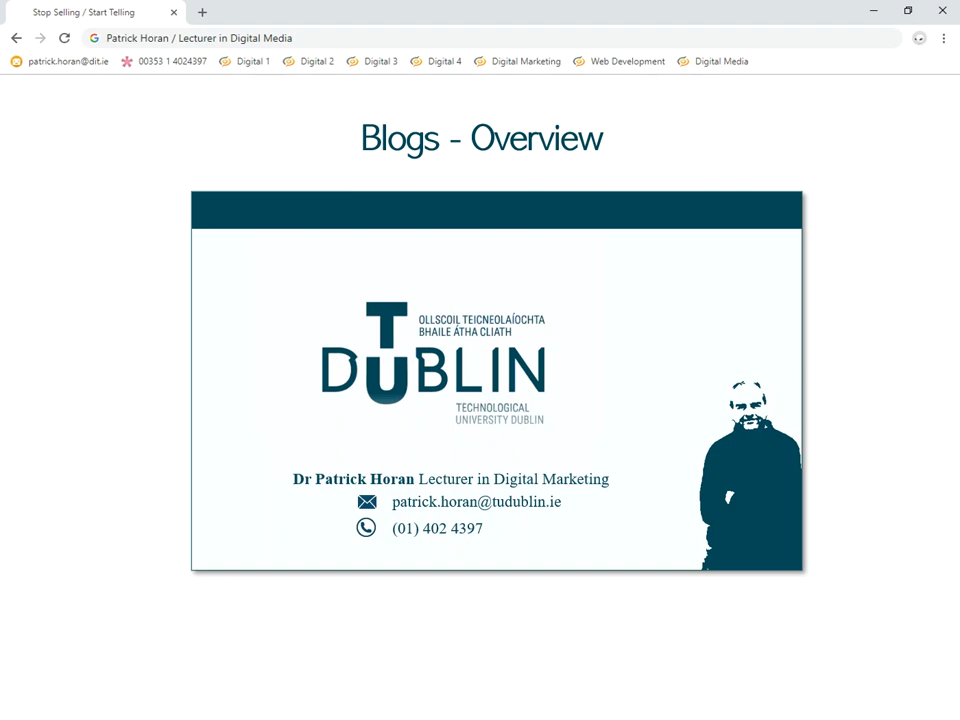 Stop Selling / Start Telling
Patrick Horan / Lecturer in Digital Media
patrick.horan@dit.ie 00353 1 4024397 Digital 1 Digital 2 Digital 3 Digital 4 Digital Marketing Web Development Digital Media
Blogs - Overview
OLLSCOIL TEICNEOLAÍOCHTA
BHAILE ÁTHA CLIATH
T
DUBLIN
TECHNOLOGICAL
UNIVERSITY DUBLIN
Dr Patrick Horan Lecturer in Digital Marketing
patrick.horan@tudublin.ie
(01) 402 4397